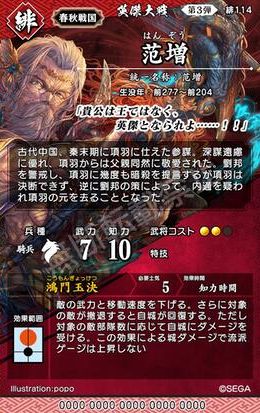 緋
春秋戦国
英傑大戦
第3弾
緋114
はん ぞう
范増
統一名称:范増
生没年:前277〜前204
「貴公は王ではなく、
英傑となられよ……!!」
古代中国、秦末期に項羽に仕えた参謀。深謀遠慮
に優れ、項羽からは父親同然に敬愛された。劉邦
を警戒し、項羽に幾度も暗殺を提言するが項羽は
決断できず、逆に劉邦の策によって、内通を疑わ
れ項羽の元を去ることとなった。
兵種
騎兵
武力
7
知力
10
武将コスト
特技
こうもんぎょっけつ
鴻門玉決
必要士気
5
効果時間
知力時間
効果範囲
敵の武力と移動速度を下げる。さらに対象
の敵が撤退すると自城が回復する。ただし
対象の敵部隊数に応じて自城にダメージを
受ける。この効果による城ダメージで流派
ゲージは上昇しない
Illustration:popo
©SEGA
0000-0000-0000-0000-0000